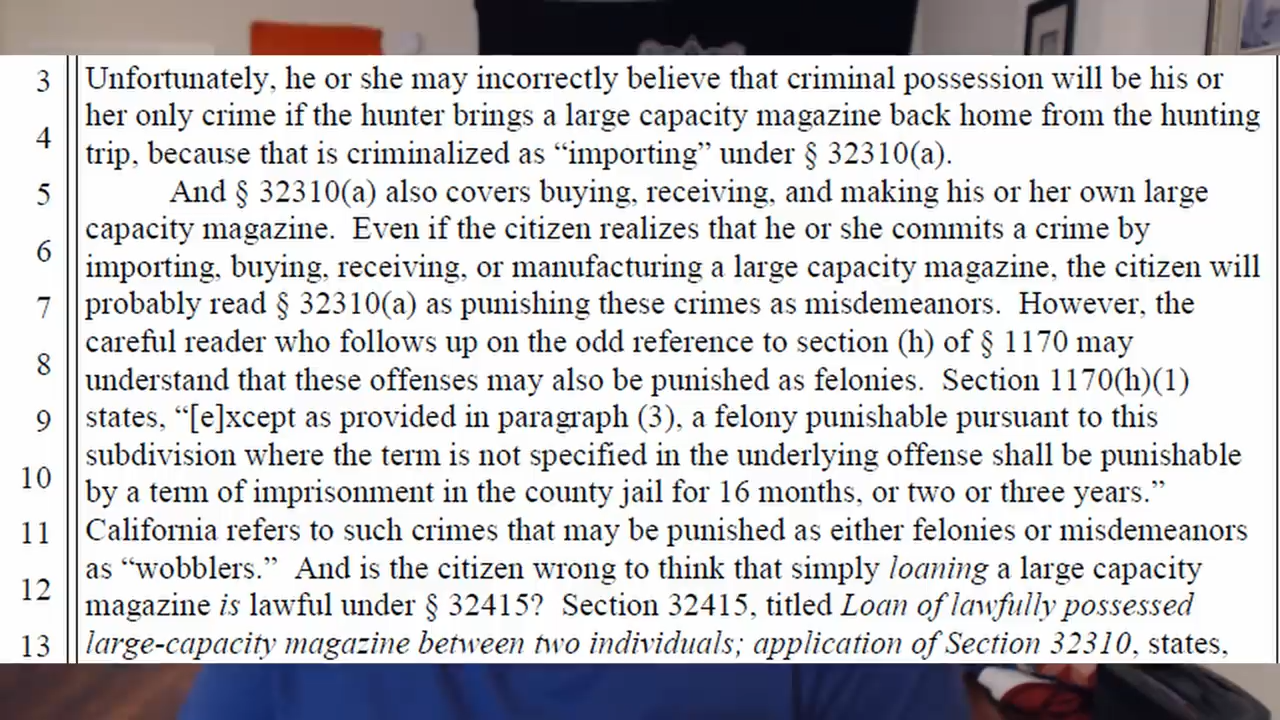 3 Unfortunately, he or she may incorrectly believe that criminal possession will be his or
her only crime if the hunter brings a large capacity magazine back home from the hunting
4 trip, because that is criminalized as “importing” under § 32310(a).
5 And § 32310(a) also covers buying, receiving, and making his or her own large
capacity magazine.  Even if the citizen realizes that he or she commits a crime by
6 importing, buying, receiving, or manufacturing a large capacity magazine, the citizen will
7 probably read § 32310(a) as punishing these crimes as misdemeanors.  However, the
careful reader who follows up on the odd reference to section (h) of § 1170 may
8 understand that these offenses may also be punished as felonies.  Section 1170(h)(1)
9 states, “[e]xcept as provided in paragraph (3), a felony punishable pursuant to this
subdivision where the term is not specified in the underlying offense shall be punishable
10 by a term of imprisonment in the county jail for 16 months, or two or three years.”
11 California refers to such crimes that may be punished as either felonies or misdemeanors
as “wobblers.”  And is the citizen wrong to think that simply loaning a large capacity
12 magazine is lawful under § 32415?  Section 32415, titled Loan of lawfully possessed
13 large-capacity magazine between two individuals; application of Section 32310, states,